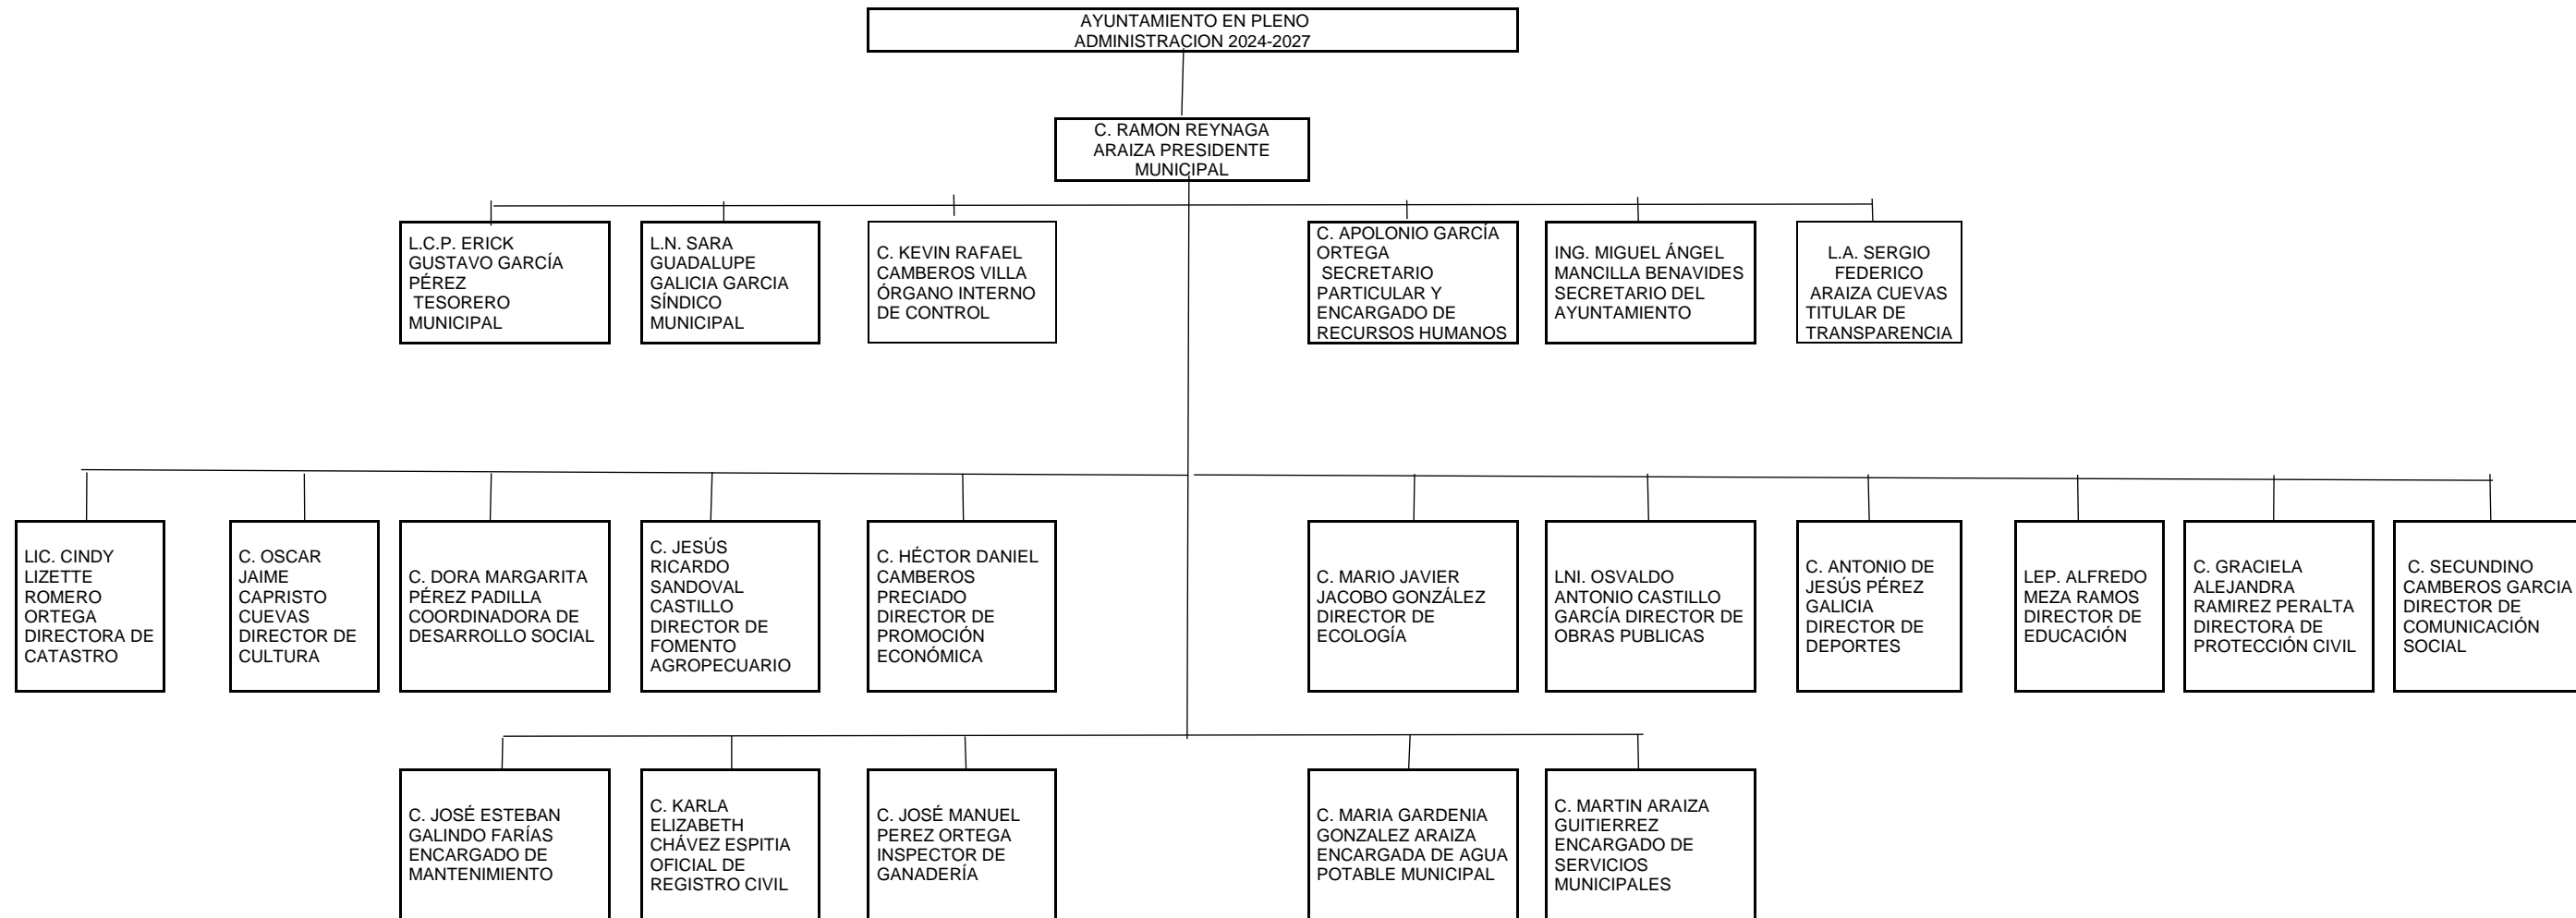 AYUNTAMIENTO EN PLENO
ADMINISTRACION 2024-2027
C. RAMON REYNAGA
ARAIZA PRESIDENTE
MUNICIPAL
L.C.P. ERICK
GUSTAVO GARCÍA
PÉREZ
TESORERO
MUNICIPAL
L.N. SARA
GUADALUPE
GALICIA GARCIA
SÍNDICO
MUNICIPAL
C. KEVIN RAFAEL
CAMBEROS VILLA
ÓRGANO INTERNO
DE CONTROL
C. APOLONIO GARCÍA
ORTEGA
SECRETARIO
PARTICULAR Y
ENCARGADO DE
RECURSOS HUMANOS
ING. MIGUEL ÁNGEL
MANCILLA BENAVIDES
SECRETARIO DEL
AYUNTAMIENTO
L.A. SERGIO
FEDERICO
ARAIZA CUEVAS
TITULAR DE
TRANSPARENCIA
LIC. CINDY
LIZETTE
ROMERO
ORTEGA
DIRECTORA DE
CATASTRO
C. OSCAR
JAIME
CAPRISTO
CUEVAS
DIRECTOR DE
CULTURA
C. DORA MARGARITA
PÉREZ PADILLA
COORDINADORA DE
DESARROLLO SOCIAL
C. JESÚS
RICARDO
SANDOVAL
CASTILLO
DIRECTOR DE
FOMENTO
AGROPECUARIO
C. HÉCTOR DANIEL
CAMBEROS
PRECIADO
DIRECTOR DE
PROMOCIÓN
ECONÓMICA
C. MARIO JAVIER
JACOBO GONZÁLEZ
DIRECTOR DE
ECOLOGÍA
LNI. OSVALDO
ANTONIO CASTILLO
GARCÍA DIRECTOR DE
OBRAS PUBLICAS
C. ANTONIO DE
JESÚS PÉREZ
GALICIA
DIRECTOR DE
DEPORTES
LEP. ALFREDO
MEZA RAMOS
DIRECTOR DE
EDUCACIÓN
C. GRACIELA
ALEJANDRA
RAMIREZ PERALTA
DIRECTORA DE
PROTECCIÓN CIVIL
C. SECUNDINO
CAMBEROS GARCIA
DIRECTOR DE
COMUNICACIÓN
SOCIAL
C. JOSÉ ESTEBAN
GALINDO FARÍAS
ENCARGADO DE
MANTENIMIENTO
C. KARLA
ELIZABETH
CHÁVEZ ESPITIA
OFICIAL DE
REGISTRO CIVIL
C. JOSÉ MANUEL
PEREZ ORTEGA
INSPECTOR DE
GANADERÍA
C. MARIA GARDENIA
GONZALEZ ARAIZA
ENCARGADA DE AGUA
POTABLE MUNICIPAL
C. MARTIN ARAIZA
GUITIERREZ
ENCARGADO DE
SERVICIOS
MUNICIPALES